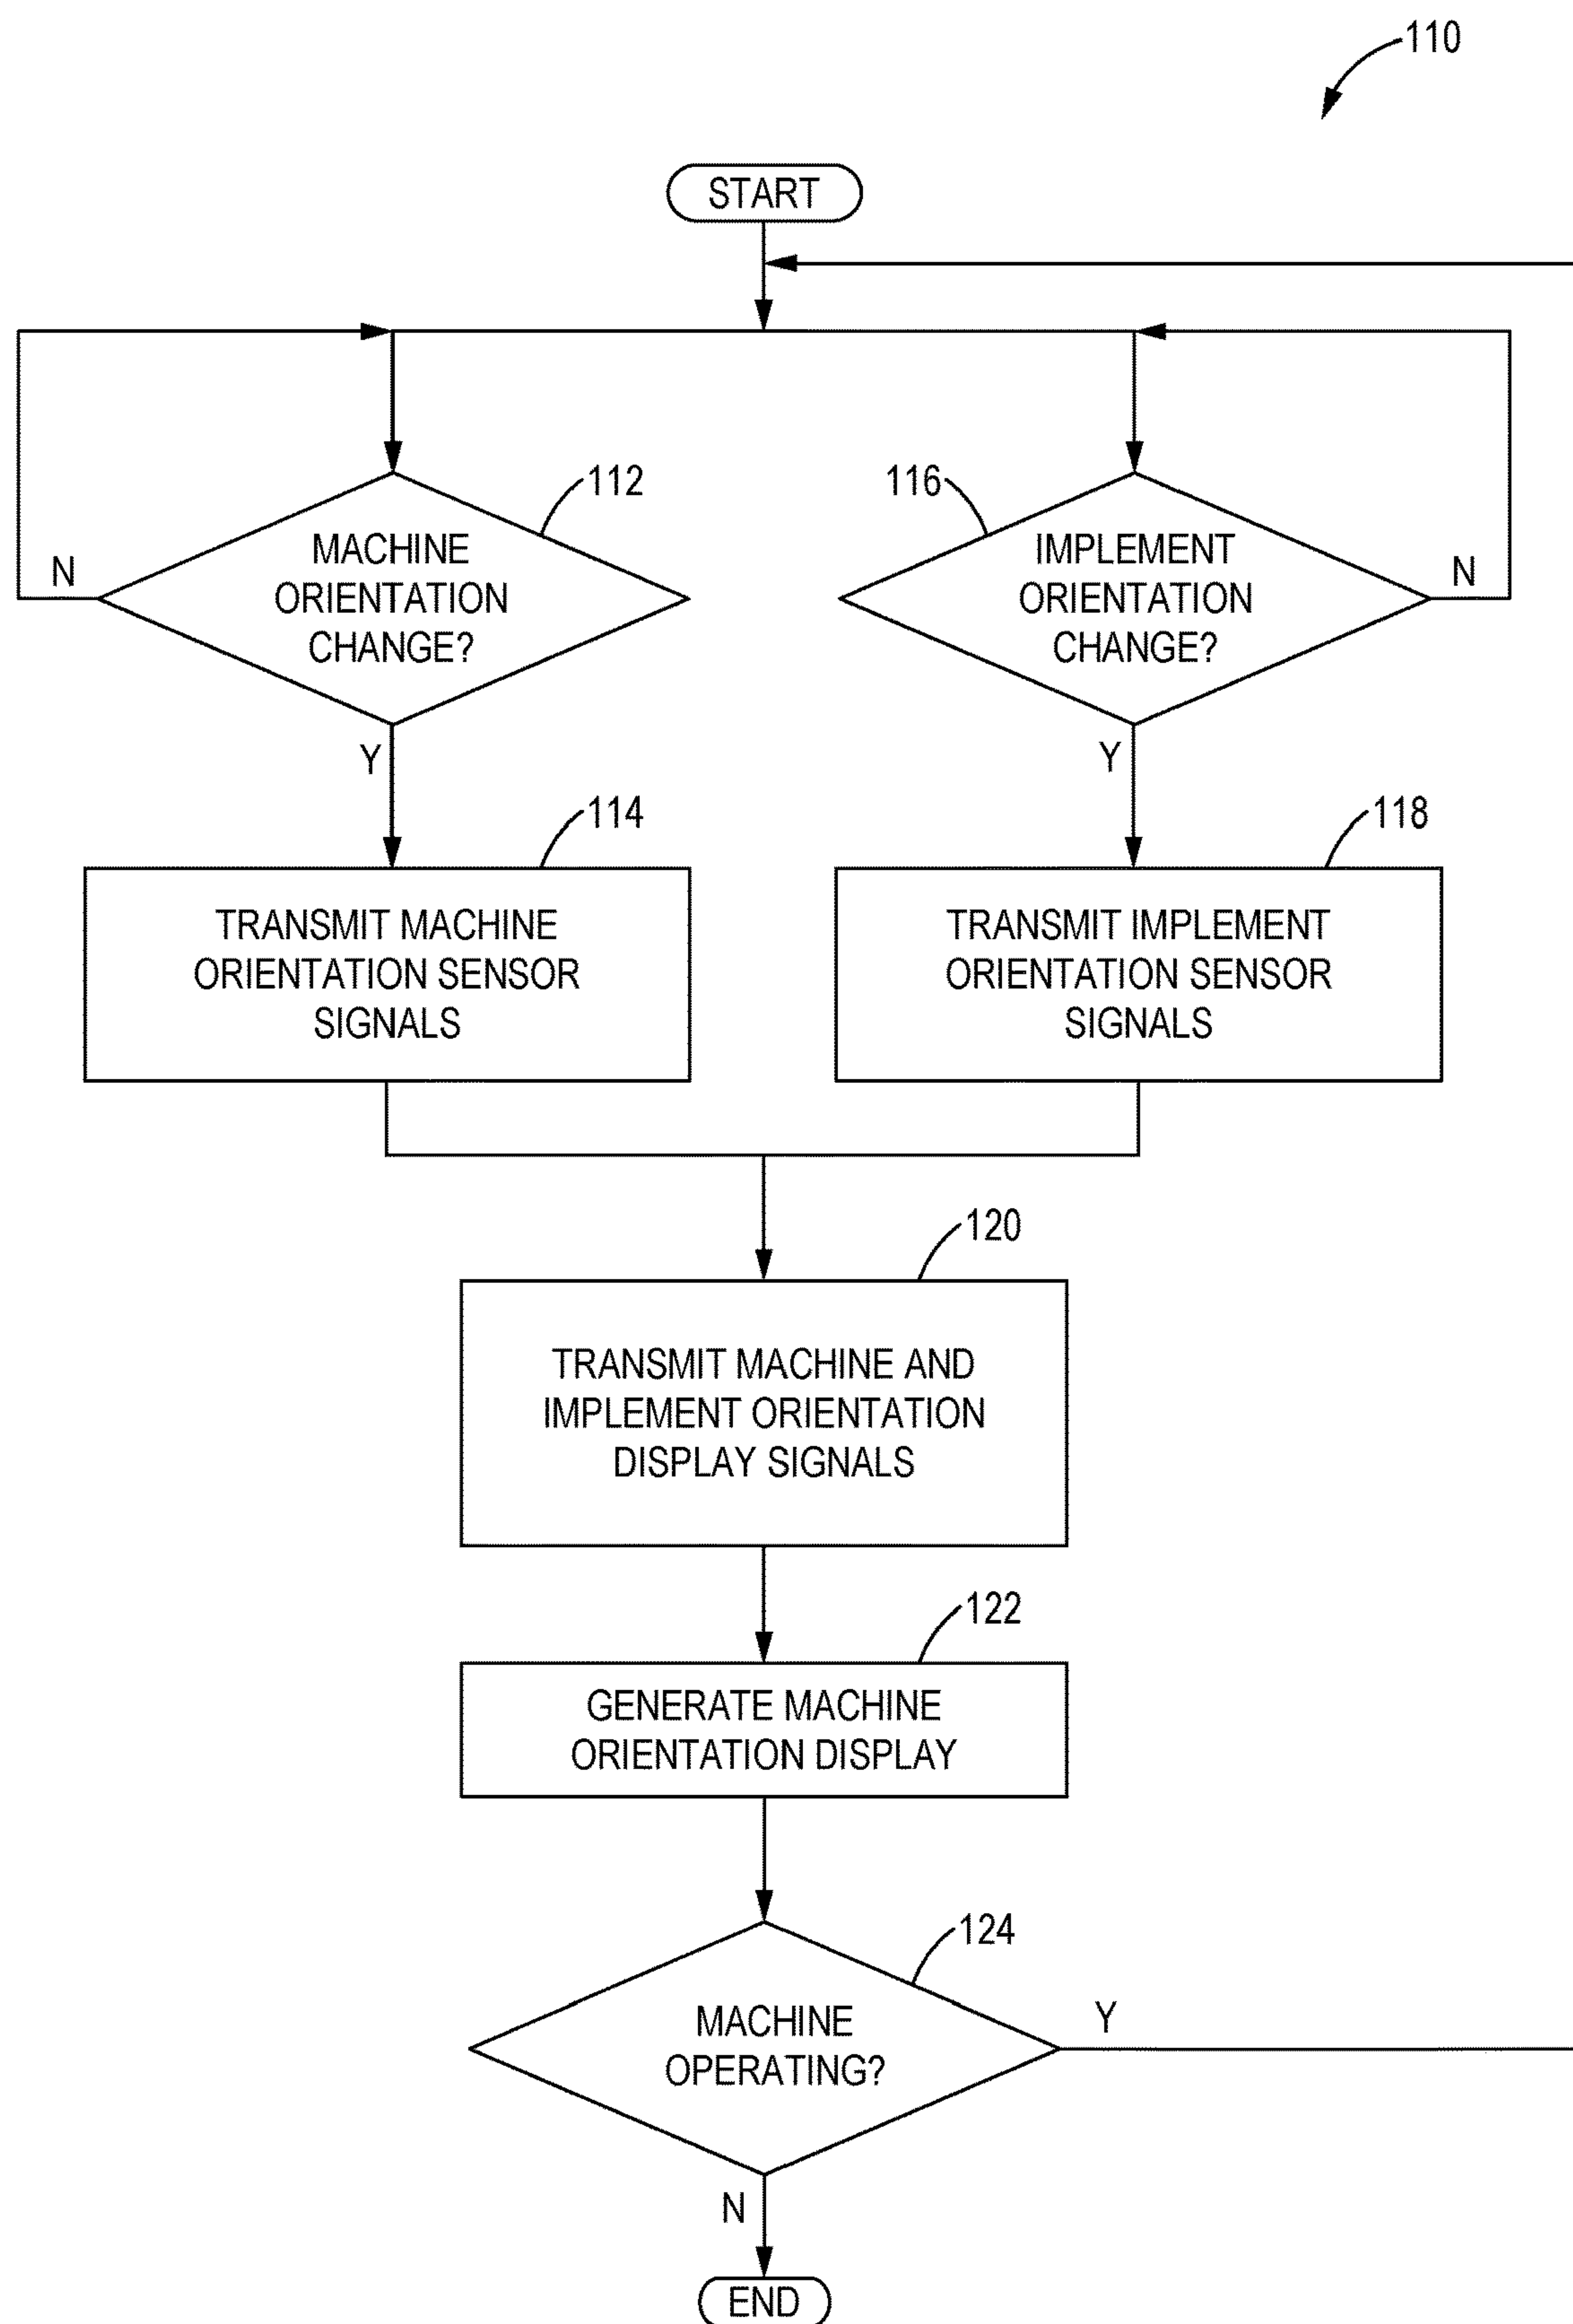 110
START
112
MACHINE
ORIENTATION
CHANGE?
N
Y
116
IMPLEMENT
ORIENTATION
CHANGE?
N
Y
114
TRANSMIT MACHINE
ORIENTATION SENSOR
SIGNALS
118
TRANSMIT IMPLEMENT
ORIENTATION SENSOR
SIGNALS
120
TRANSMIT MACHINE AND
IMPLEMENT ORIENTATION
DISPLAY SIGNALS
122
GENERATE MACHINE
ORIENTATION DISPLAY
124
MACHINE
OPERATING?
Y
N
END